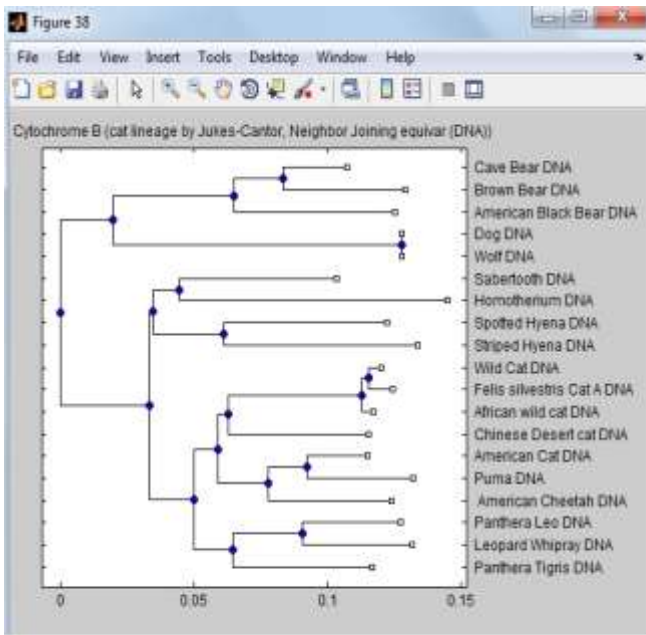 Figure 38
File Edit View Insert Tools Desktop Window Help
Cytochrome B (cat lineage by Jukes-Cantor, Neighbor Joining equivar (DNA))
Cave Bear DNA
Brown Bear DNA
American Black Bear DNA
Dog DNA
Wolf DNA
Sabertooth DNA
Homotherium DNA
Spotted Hyena DNA
Striped Hyena DNA
Wild Cat DNA
Felis silvestris Cat A DNA
African wild cat DNA
Chinese Desert cat DNA
American Cat DNA
Puma DNA
American Cheetah DNA
Panthera Leo DNA
Leopard Whipray DNA
Panthera Tigris DNA
0 0.05 0.1 0.15